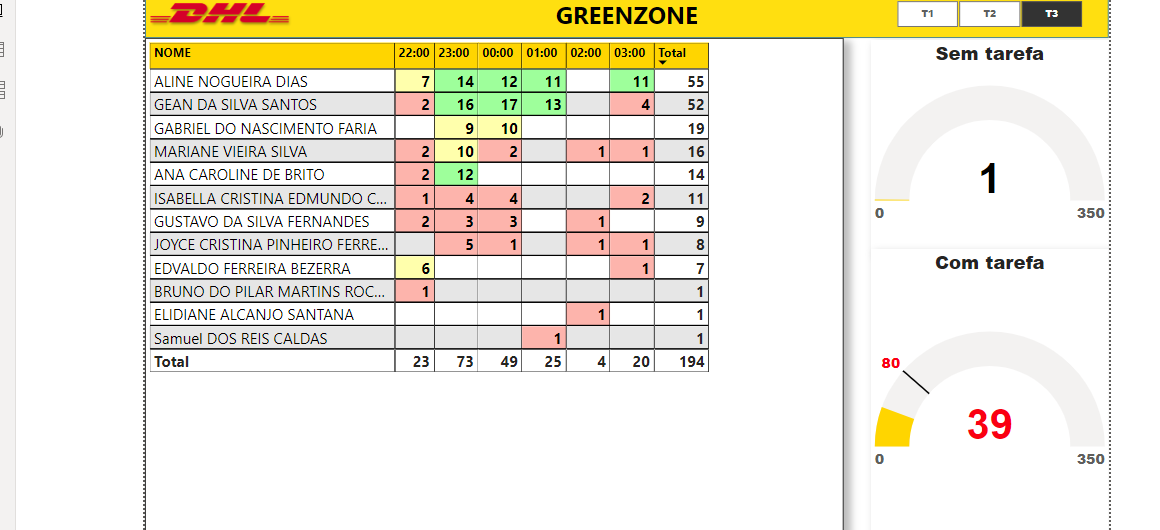 DHL GREENZONE T1 T2 T3
NOME 22:00 23:00 00:00 01:00 02:00 03:00 Total
ALINE NOGUEIRA DIAS 7 14 12 11 11 55
GEAN DA SILVA SANTOS 2 16 17 13 4 52
GABRIEL DO NASCIMENTO FARIA 9 10 19
MARIANE VIEIRA SILVA 2 10 2 1 1 16
ANA CAROLINE DE BRITO 2 12 14
ISABELLA CRISTINA EDMUNDO C... 1 4 4 2 11
GUSTAVO DA SILVA FERNANDES 2 3 3 1 9
JOYCE CRISTINA PINHEIRO FERRE... 5 1 1 1 8
EDVALDO FERREIRA BEZERRA 6 1 7
BRUNO DO PILAR MARTINS ROC... 1 1
ELIDIANE ALCANJO SANTANA 1 1
Samuel DOS REIS CALDAS 1 1
Total 23 73 49 25 4 20 194
Sem tarefa
1
0 350
Com tarefa
80
39
0 350